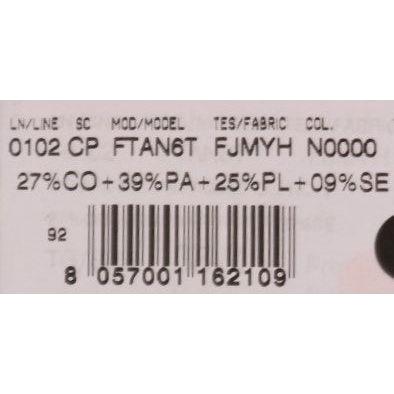 LN/LINE SC MOD/MODEL TES/FABRIC COL.
0102 CP FTAN6T FJMYH N0000
27%CO+39%PA+25%PL+09%SE
92
8 057001 162109